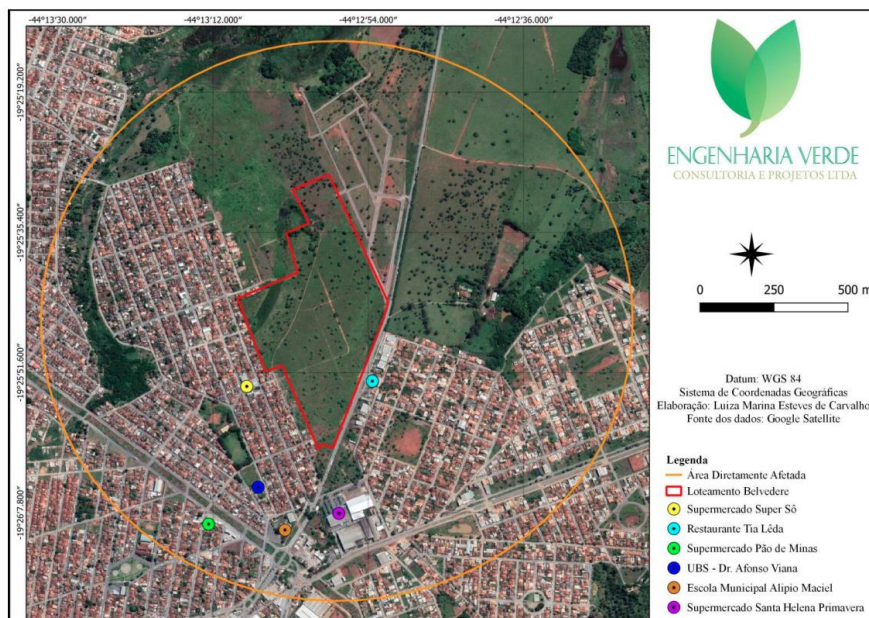 -44°13'30.000"
-44°13'12.000"
-44°12'54.000"
-44°12'36.000"
-19°25'19.200"
-19°25'35.400"
-19°25'51.600"
-19°26'7.800"
ENGENHARIA VERDE
CONSULTORIA E PROJETOS LTDA
0 250 500 m
Datum: WGS 84
Sistema de Coordenadas Geográficas
Elaboração: Luiza Marina Esteves de Carvalho
Fonte dos dados: Google Satellite
Legenda
Área Diretamente Afetada
Loteamento Belvedere
Supermercado Super Sô
Restaurante Tia Lêda
Supermercado Pão de Minas
UBS - Dr. Afonso Viana
Escola Municipal Alipio Maciel
Supermercado Santa Helena Primavera